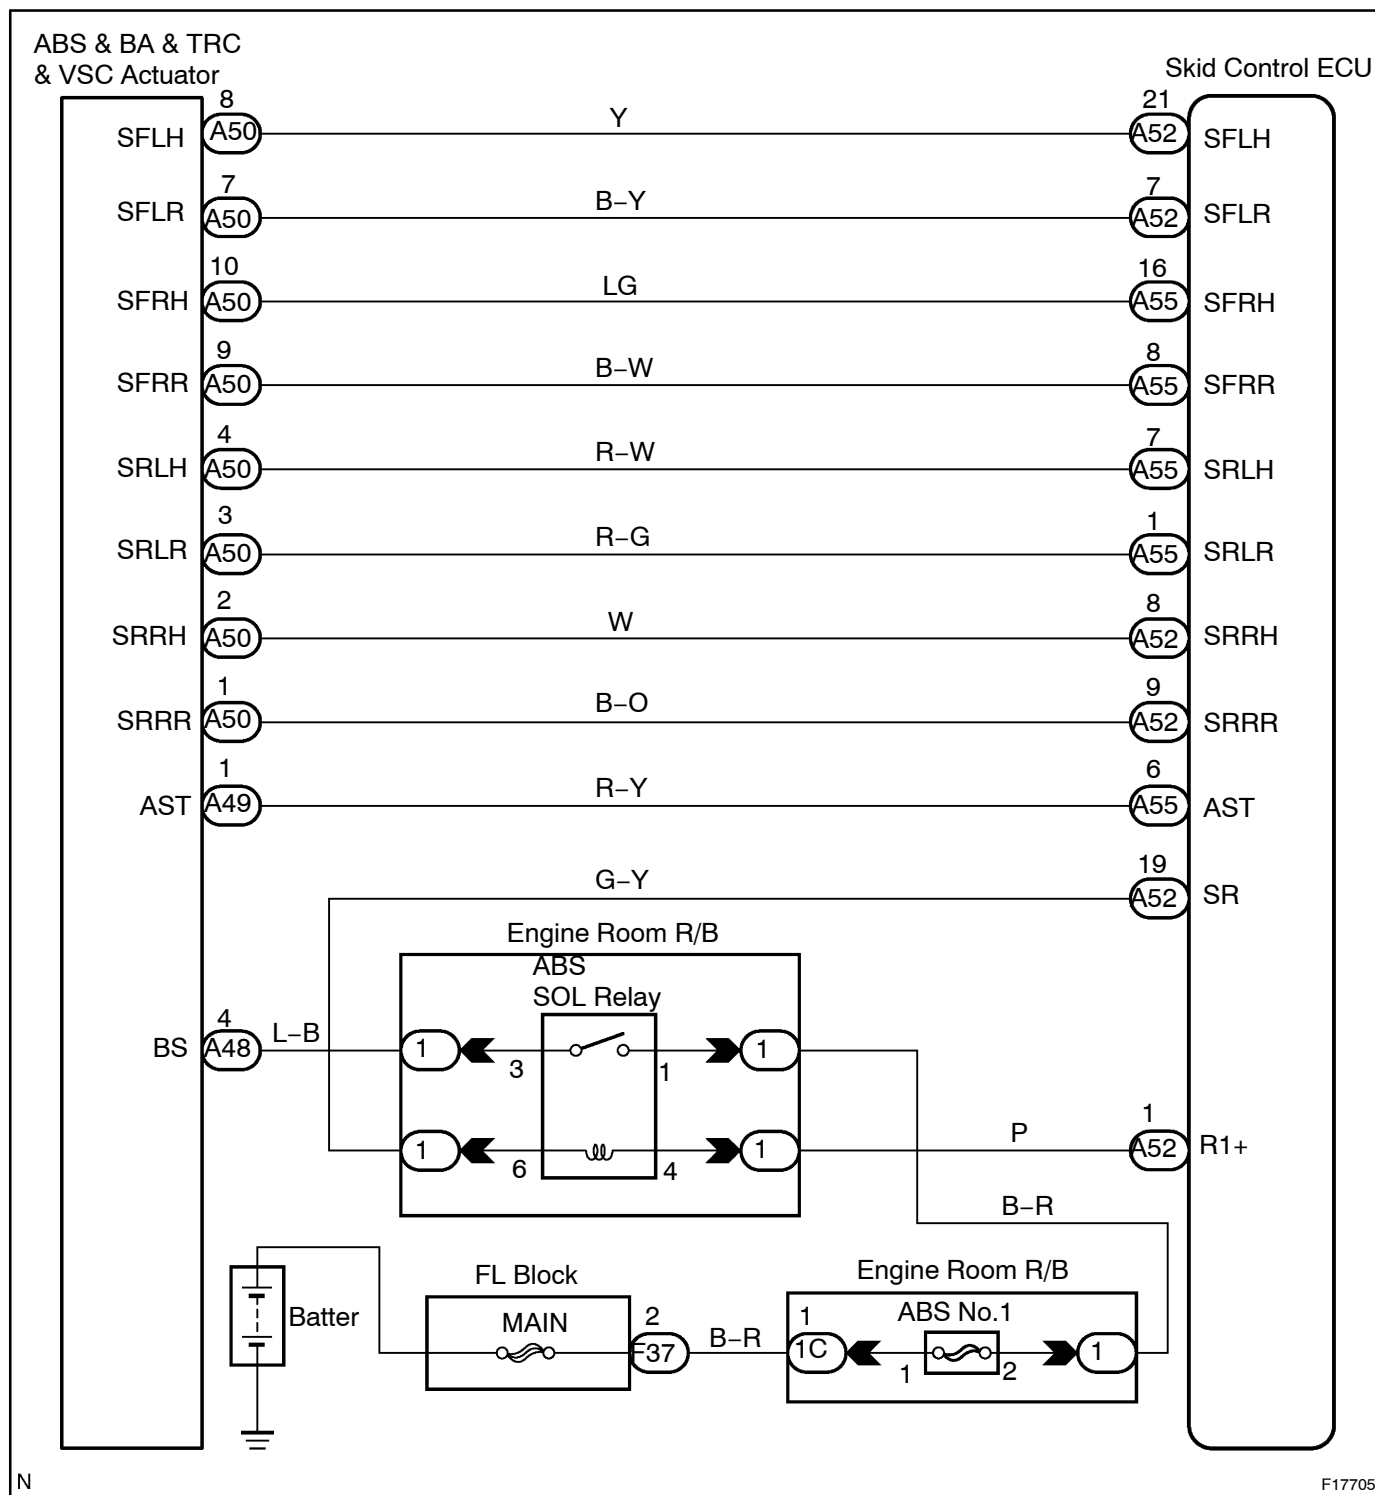 ABS & BA & TRC
& VSC Actuator
Skid Control ECU
8
Y
21
SFLH
A50
A52
SFLH
7
B–Y
7
SFLR
A50
A52
SFLR
10
LG
16
SFRH
A50
A55
SFRH
9
B–W
8
SFRR
A50
A55
SFRR
4
R–W
7
SRLH
A50
A55
SRLH
3
R–G
1
SRLR
A50
A55
SRLR
2
W
8
SRRH
A50
A52
SRRH
1
B–O
9
SRRR
A50
A52
SRRR
1
R–Y
6
AST
A49
A55
AST
G–Y
19
A52
SR
Engine Room R/B
ABS
SOL Relay
4
BS
A48
L–B
1
3
1
1
1
6
4
1
P
1
A52
R1+
B–R
Batter
FL Block
MAIN
2
F37
B–R
Engine Room R/B
ABS No.1
1
1C
1
2
1
N
F17705